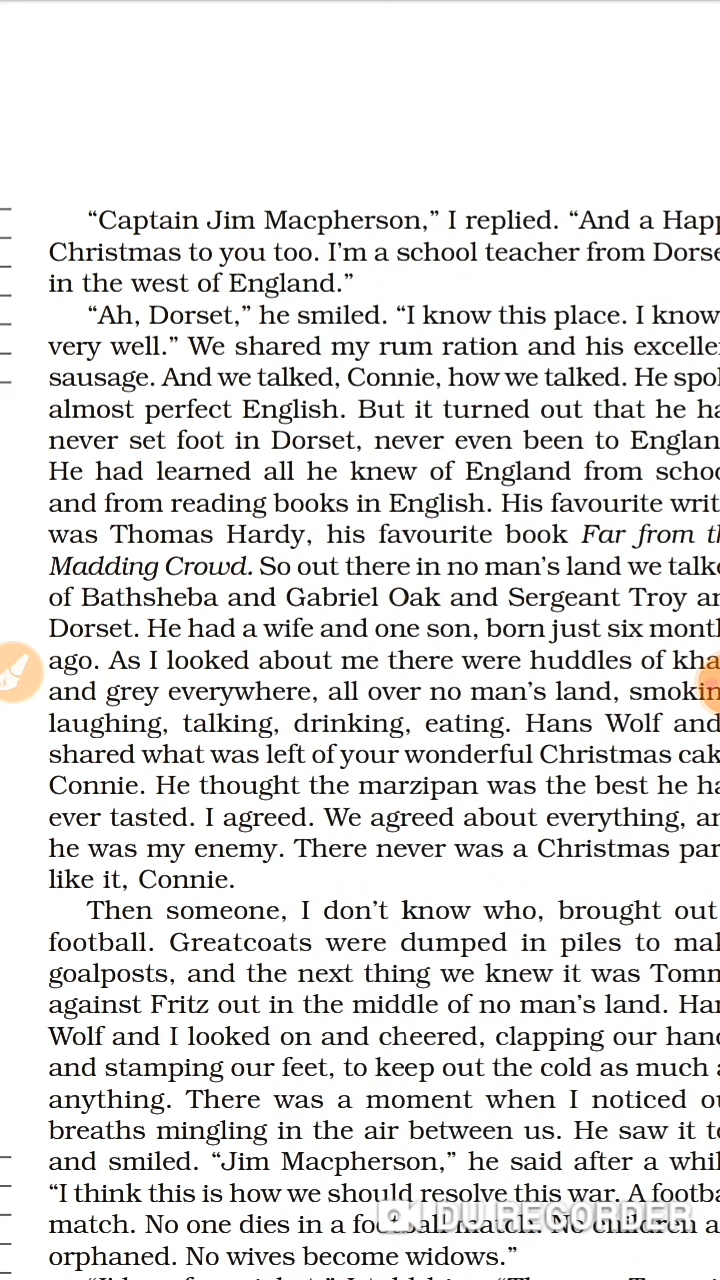 “Captain Jim Macpherson,” I replied. “And a Happ
Christmas to you too. I’m a school teacher from Dorse
in the west of England.”
“Ah, Dorset,” he smiled. “I know this place. I know
very well.” We shared my rum ration and his excelle
sausage. And we talked, Connie, how we talked. He spo
almost perfect English. But it turned out that he ha
never set foot in Dorset, never even been to Englan
He had learned all he knew of England from schoo
and from reading books in English. His favourite writ
was Thomas Hardy, his favourite book Far from th
Madding Crowd. So out there in no man’s land we talke
of Bathsheba and Gabriel Oak and Sergeant Troy an
Dorset. He had a wife and one son, born just six month
ago. As I looked about me there were huddles of kha
and grey everywhere, all over no man’s land, smokin
laughing, talking, drinking, eating. Hans Wolf and
shared what was left of your wonderful Christmas cak
Connie. He thought the marzipan was the best he ha
ever tasted. I agreed. We agreed about everything, an
he was my enemy. There never was a Christmas par
like it, Connie.
Then someone, I don’t know who, brought out
football. Greatcoats were dumped in piles to mak
goalposts, and the next thing we knew it was Tomm
against Fritz out in the middle of no man’s land. Han
Wolf and I looked on and cheered, clapping our hand
and stamping our feet, to keep out the cold as much a
anything. There was a moment when I noticed ou
breaths mingling in the air between us. He saw it to
and smiled. “Jim Macpherson,” he said after a whil
“I think this is how we should resolve this war. A footba
match. No one dies in a football match. No children a
orphaned. No wives become widows.”
DU RECORDER